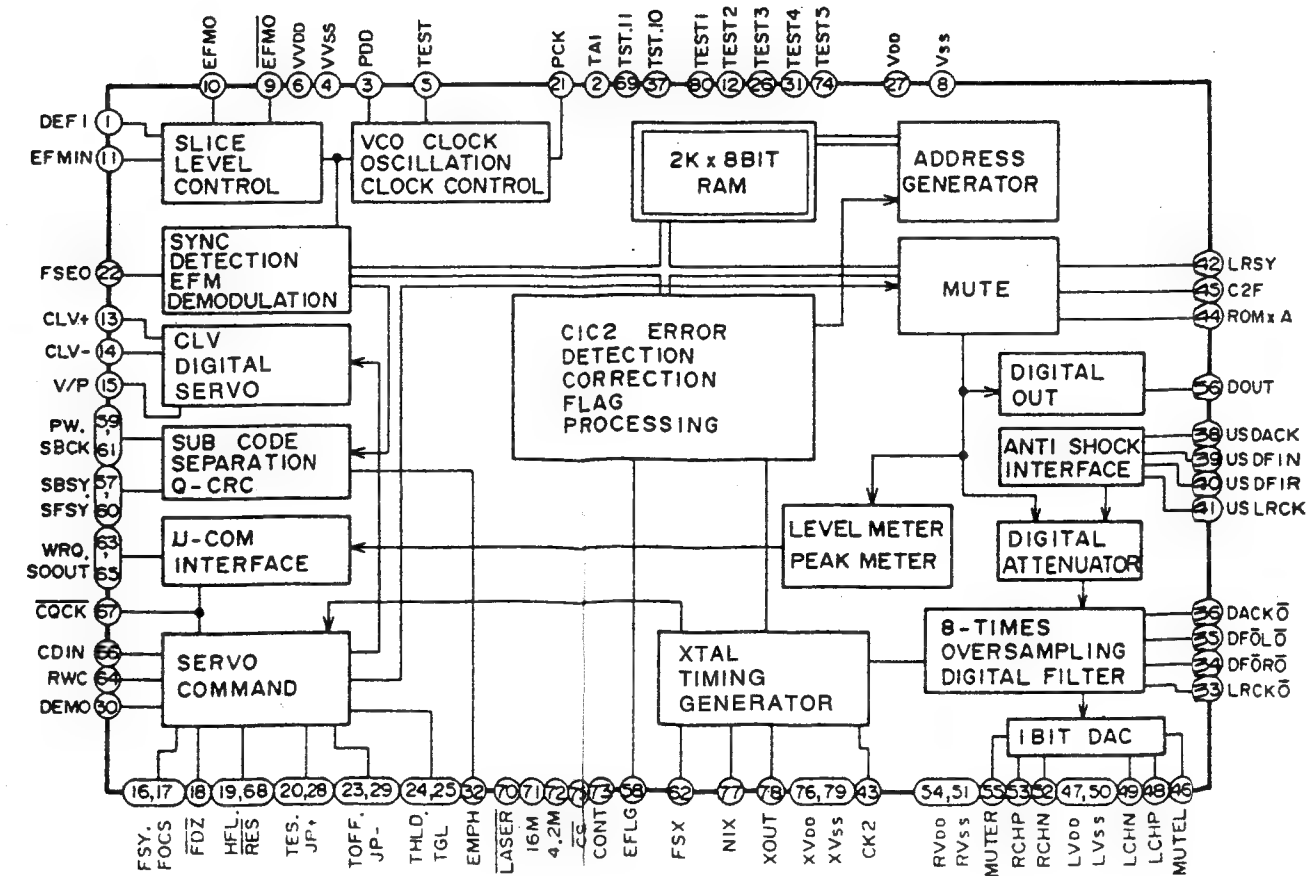 EFMO
EFMO
VVDD
VVSS
PDD
TEST
PCK
TAI
TST.11
TST.10
TEST1
TEST2
TEST3
TEST4
TEST5
VDD
VSS
10
9
6
4
3
5
21
2
69
37
80
12
26
31
74
27
8
DEF1
1
EFMIN
11
SLICE
LEVEL
CONTROL
VCO CLOCK
OSCILLATION
CLOCK CONTROL
2K x 8BIT
RAM
ADDRESS
GENERATOR
FSEO
22
SYNC
DETECTION
EFM
DEMODULATION
MUTE
42
LRSY
45
C2F
44
ROMxA
CLV+
13
CLV-
14
V/P
15
CLV
DIGITAL
SERVO
C1C2 ERROR
DETECTION
CORRECTION
FLAG
PROCESSING
DIGITAL
OUT
DOUT
PW.
SBCK
59,
61
SBSY
SFSY
57,
60
SUB CODE
SEPARATION
Q-CRC
ANTI SHOCK
INTERFACE
38
USDACK
39
USDFIN
40
USDFIR
41
USLRCK
WRQ.
SOOUT
63,
65
μ-COM
INTERFACE
LEVEL METER
PEAK METER
DIGITAL
ATTENUATOR
CQCK
67
CDIN
66
RWC
64
DEMO
30
SERVO
COMMAND
XTAL
TIMING
GENERATOR
8-TIMES
OVERSAMPLING
DIGITAL FILTER
36
DACKŌ
35
DFŌLŌ
34
DFŌRŌ
33
LRCKŌ
1BIT DAC
16,17
18
19,68
20,28
23,29
24,25
32
70
71
72
75
73
58
62
77
78
76,79
43
54,51
55
53
52
47,50
49
48
46
FSY.
FOCS
FDZ
HFL.
RES
TES.
JP+
TOFF.
JP-
THLD.
TGL
EMPH
LASER
16M
4.2M
CS
CONT
EFLG
FSX
NIX
XOUT
XVDD
XVSS
CK2
RVDD
RVSS
MUTER
RCHP
RCHN
LVDD
LVSS
LCHN
LCHP
MUTEL